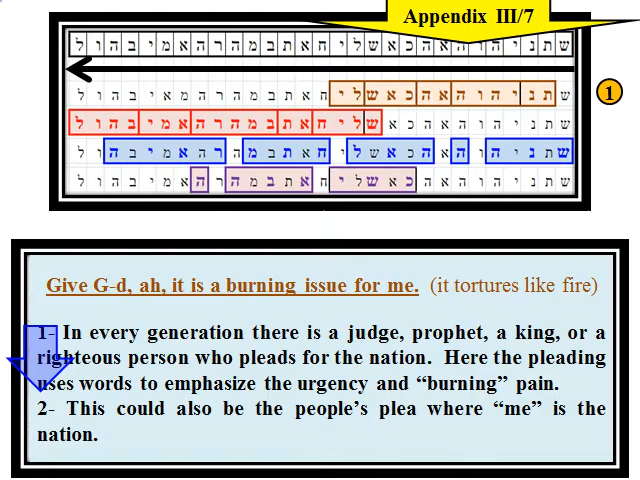 Appendix III/7
ש ת נ י ה ו ה א ה כ א ש ל י ח א ת ב מ ה ר ה א מ י ב ה ו ל
ש ת נ י ה ו ה א ה כ א ש ל י ח א ת ב מ ה ר ה מ א י ב ה ו ל
1
ש ת נ י ה ו ה א ה כ א ש ל י ח א ת ב מ ה ר ה א מ י ב ה ו ל
ש ת נ י ה ו ה א ה כ א ש ל י ח א ת ב מ ה ר ה א מ י ב ה ו ל
ש ת נ י ה ו ה א ה כ א ש ל י ח א ת ב מ ה ר ה א מ י ב ה ו ל
Give G-d, ah, it is a burning issue for me. (it tortures like fire)
1- In every generation there is a judge, prophet, a king, or a
righteous person who pleads for the nation. Here the pleading
uses words to emphasize the urgency and “burning” pain.
2- This could also be the people’s plea where “me” is the
nation.